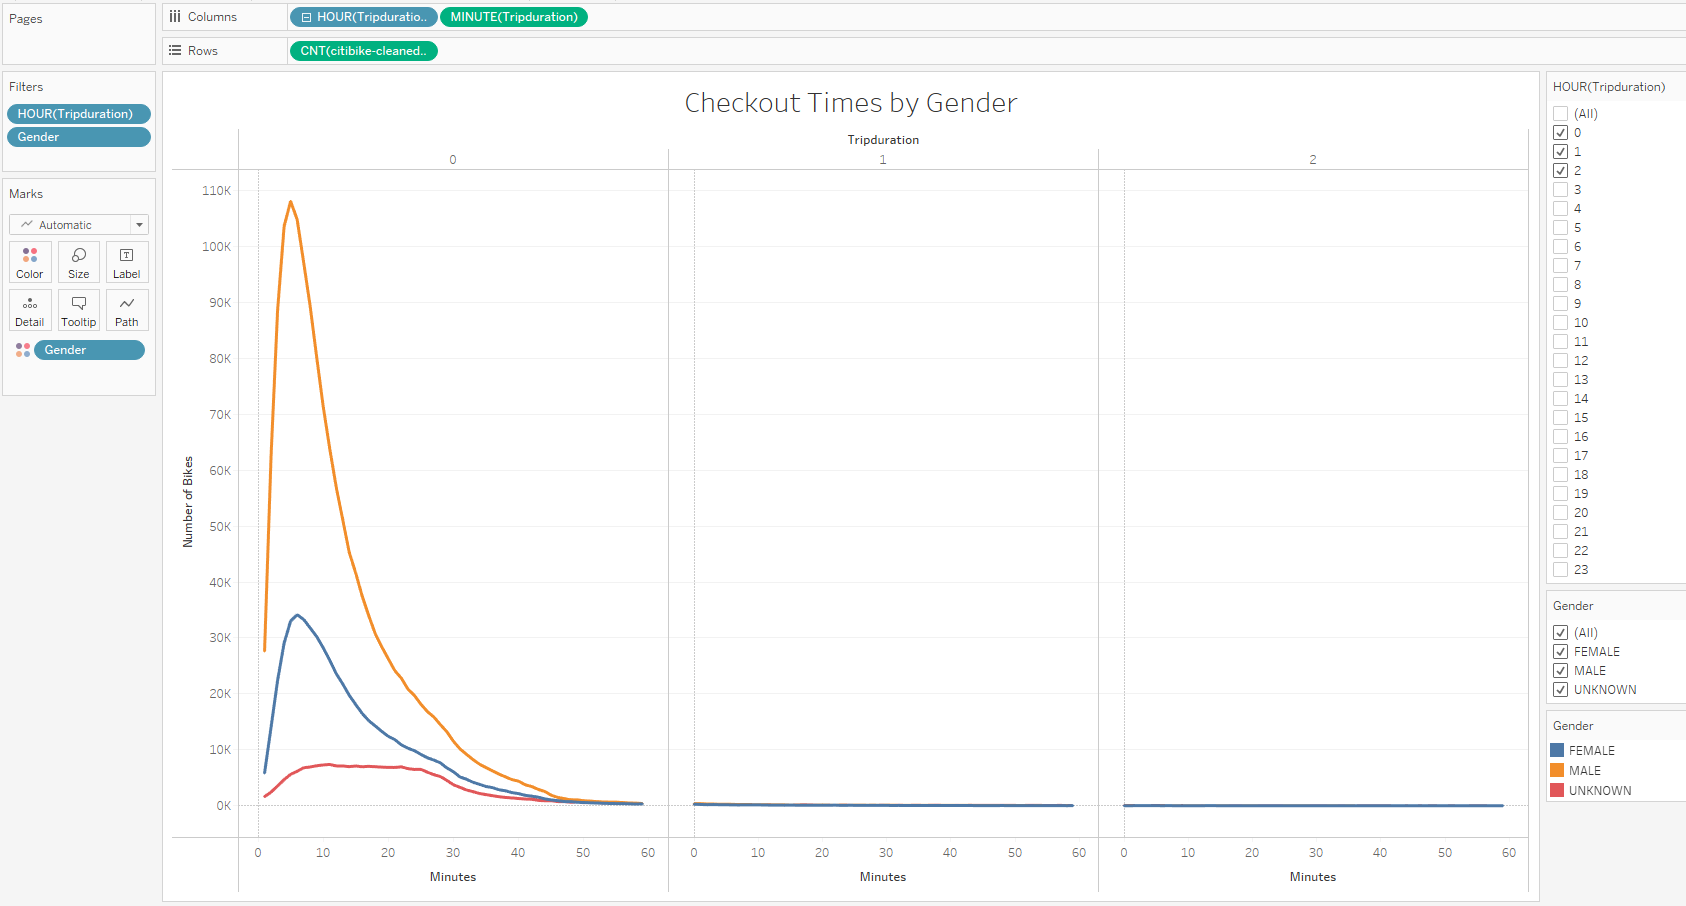 Pages
Columns
HOUR(Tripduratio..
MINUTE(Tripduration)
Rows
CNT(citibike-cleaned..
Filters
HOUR(Tripduration)
Gender
Marks
Automatic
Color
Size
Label
Detail
Tooltip
Path
Gender
Checkout Times by Gender
Tripduration
0
1
2
Number of Bikes
110K
100K
90K
80K
70K
60K
50K
40K
30K
20K
10K
0K
0 10 20 30 40 50 60
0 10 20 30 40 50 60
0 10 20 30 40 50 60
Minutes
Minutes
Minutes
HOUR(Tripduration)
(All)
0
1
2
3
4
5
6
7
8
9
10
11
12
13
14
15
16
17
18
19
20
21
22
23
Gender
(All)
FEMALE
MALE
UNKNOWN
Gender
FEMALE
MALE
UNKNOWN